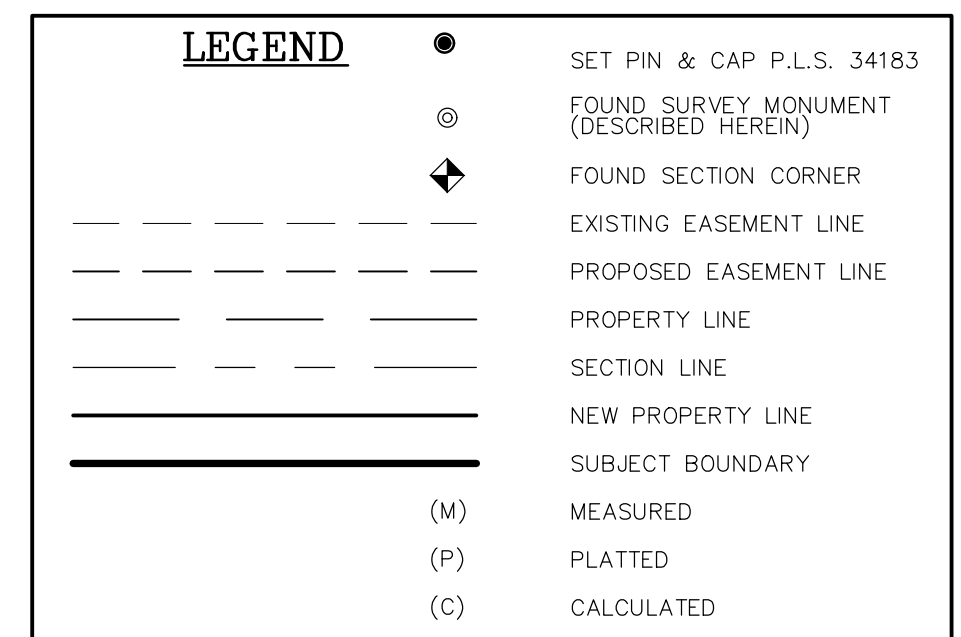 LEGEND
SET PIN & CAP P.L.S. 34183
FOUND SURVEY MONUMENT
(DESCRIBED HEREIN)
FOUND SECTION CORNER
EXISTING EASEMENT LINE
PROPOSED EASEMENT LINE
PROPERTY LINE
SECTION LINE
NEW PROPERTY LINE
SUBJECT BOUNDARY
(M) MEASURED
(P) PLATTED
(C) CALCULATED